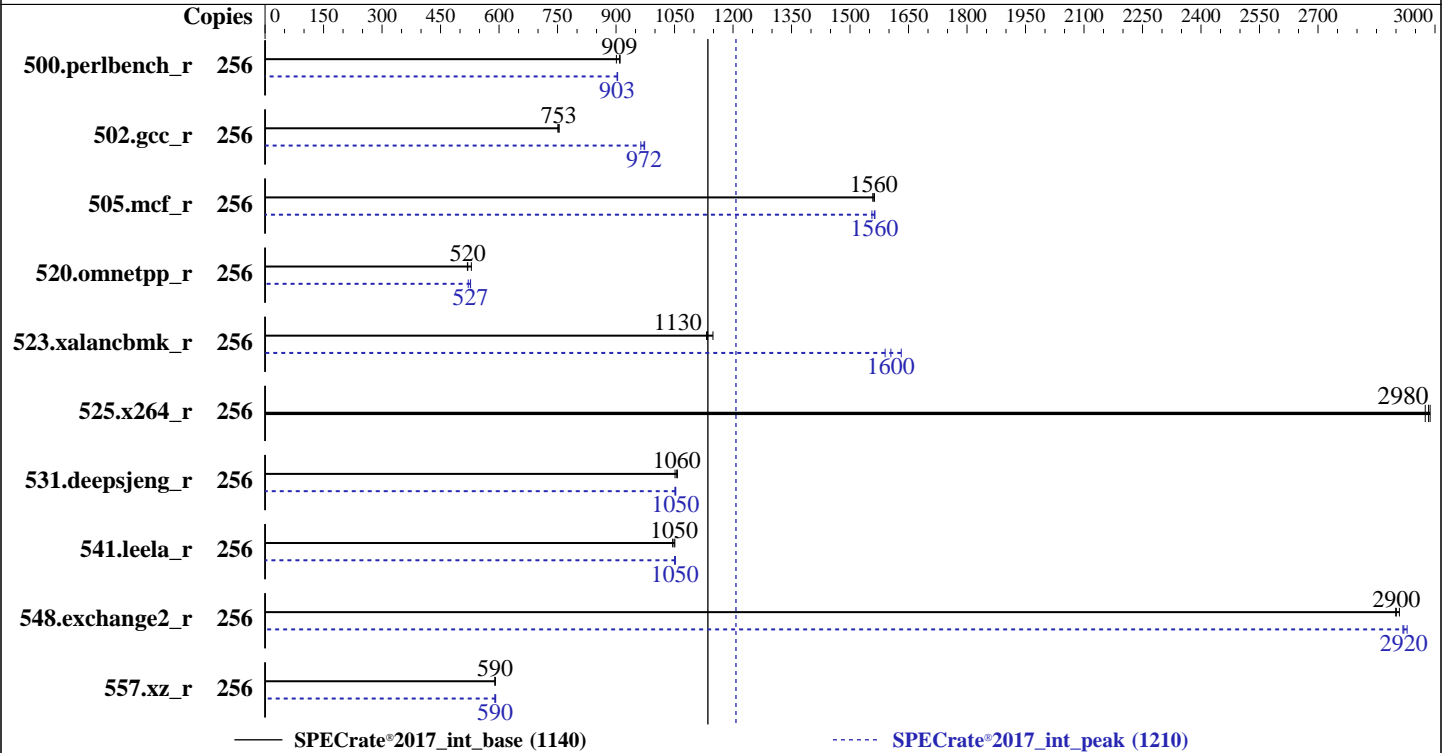 Copies 0 150 300 450 600 750 900 1050 1200 1350 1500 1650 1800 1950 2100 2250 2400 2550 2700 3000
909
500.perlbench_r 256
903
753
502.gcc_r 256
972
1560
505.mcf_r 256
1560
520
520.omnetpp_r 256
527
1130
523.xalancbmk_r 256
1600
2980
525.x264_r 256
1060
531.deepsjeng_r 256
1050
1050
541.leela_r 256
1050
2900
548.exchange2_r 256
2920
590
557.xz_r 256
590
SPECrate®2017_int_base (1140) SPECrate®2017_int_peak (1210)